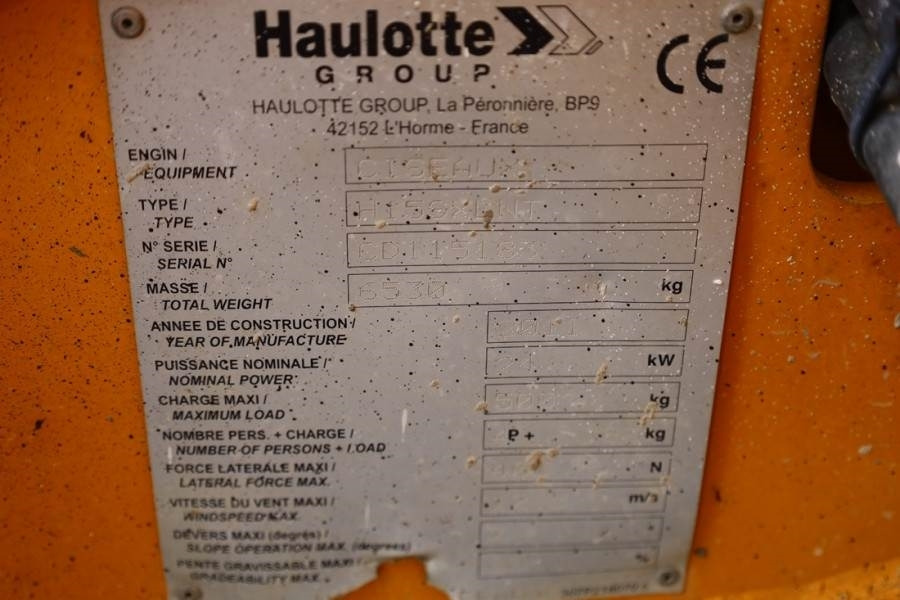 Haulotte
GROUP
CE
HAULOTTE GROUP, La Péronnière, BP9
42152 L'Horme - France
ENGIN /
EQUIPMENT
CISEAUX
TYPE /
TYPE
N° SERIE /
SERIAL N°
MASSE /
TOTAL WEIGHT
6530 kg
ANNEE DE CONSTRUCTION /
YEAR OF MANUFACTURE
PUISSANCE NOMINALE /
NOMINAL POWER
kW
CHARGE MAXI /
MAXIMUM LOAD
kg
NOMBRE PERS. + CHARGE /
NUMBER OF PERSONS + LOAD
P + kg
FORCE LATERALE MAXI /
LATERAL FORCE MAX.
N
VITESSE DU VENT MAXI /
WINDSPEED MAX.
m/s
DEVERS MAXI (degrés) /
SLOPE OPERATION MAX. (degrees)
°
PENTE GRAVISSABLE MAXI /
GRADEABILITY MAX.
%